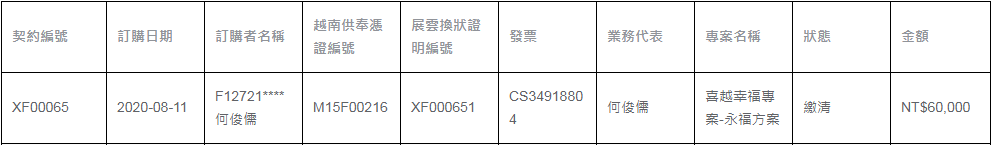 契約編號 訂購日期 訂購者名稱 越南供奉憑 展雲換狀證 發票 業務代表 專案名稱 狀態 金額
證編號 明編號
XF00065 2020-08-11 F12721**** M15F00216 XF000651 CS3491880 何俊儒 喜越幸福專 繳清 NT$60,000
何俊儒 4 案-永福方案